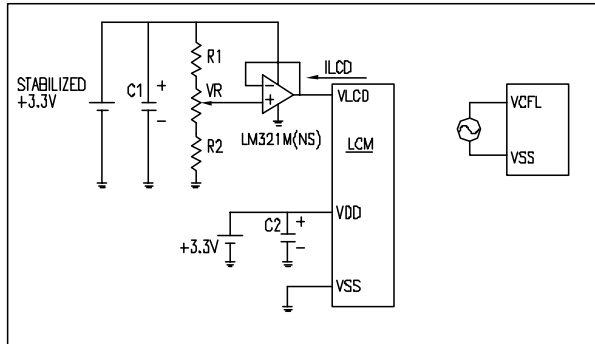 STABILIZED
+3.3V
C1
+
-
R1
VR
R2
-
+
LM321M(NS)
ILCD
VLCD
LCM
VDD
VSS
+3.3V
C2
+
-
VCFL
VSS